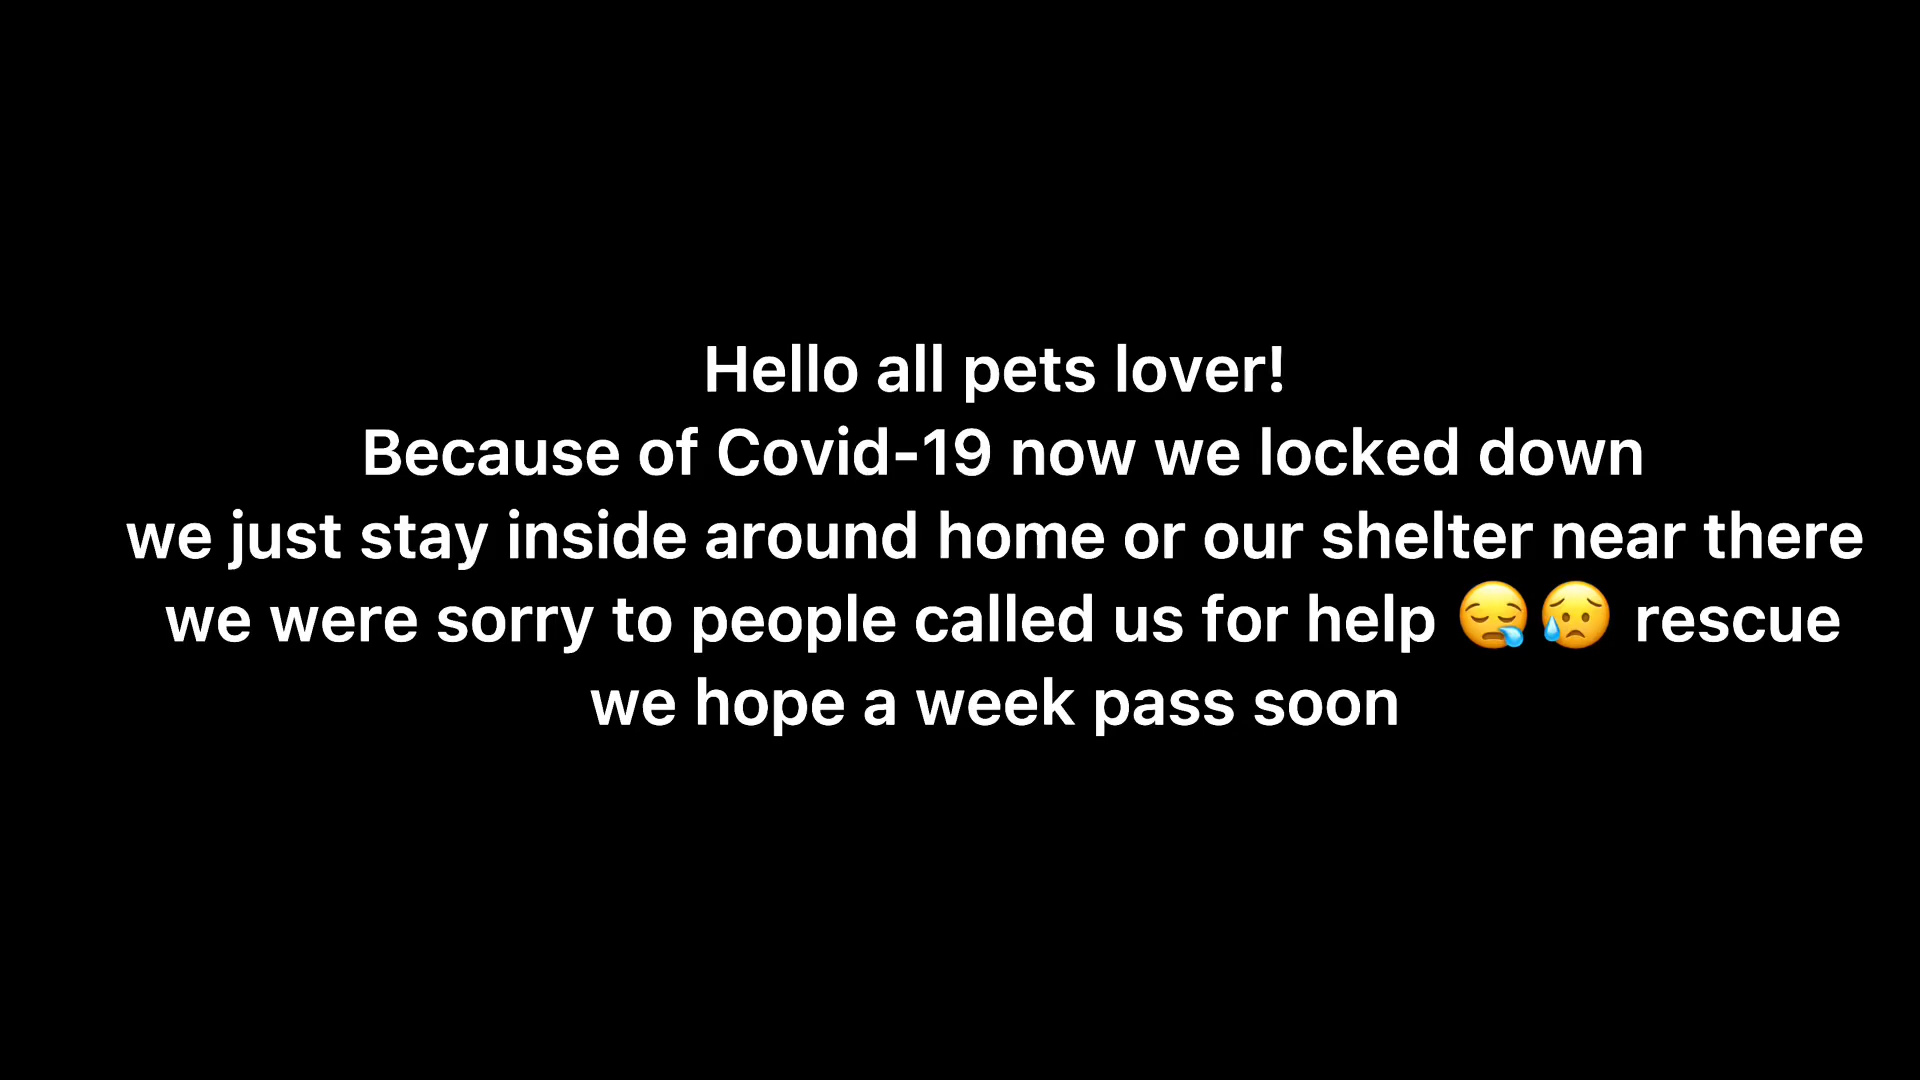 Hello all pets lover!
Because of Covid-19 now we locked down
we just stay inside around home or our shelter near there
we were sorry to people called us for help 😪😥 rescue
we hope a week pass soon